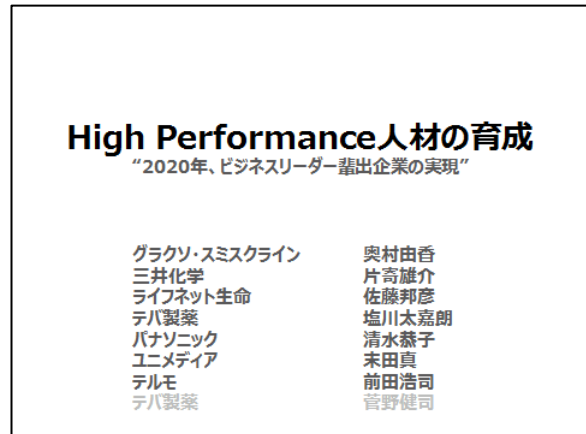 High Performance人材の育成
“2020年、ビジネスリーダー輩出企業の実現”
グラクソ・スミスクライン 奥村由香
三井化学 片寄雄介
ライフネット生命 佐藤邦彦
テバ製薬 塩川太嘉朗
パナソニック 清水恭子
ユニメディア 末田真
テルモ 前田浩司
テバ製薬 菅野健司